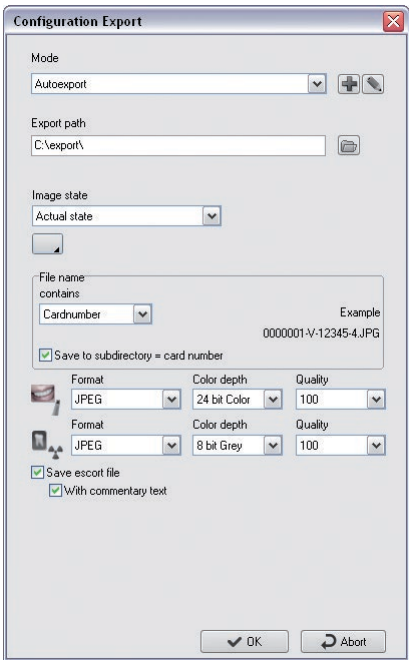 Configuration Export
Mode
Autoexport
Export path
C:\export\
Image state
Actual state
File name
contains
Cardnumber
Example
0000001-V-12345-4.JPG
Save to subdirectory = card number
Format Color depth Quality
JPEG 24 bit Color 100
Format Color depth Quality
JPEG 8 bit Grey 100
Save escort file
With commentary text
OK Abort